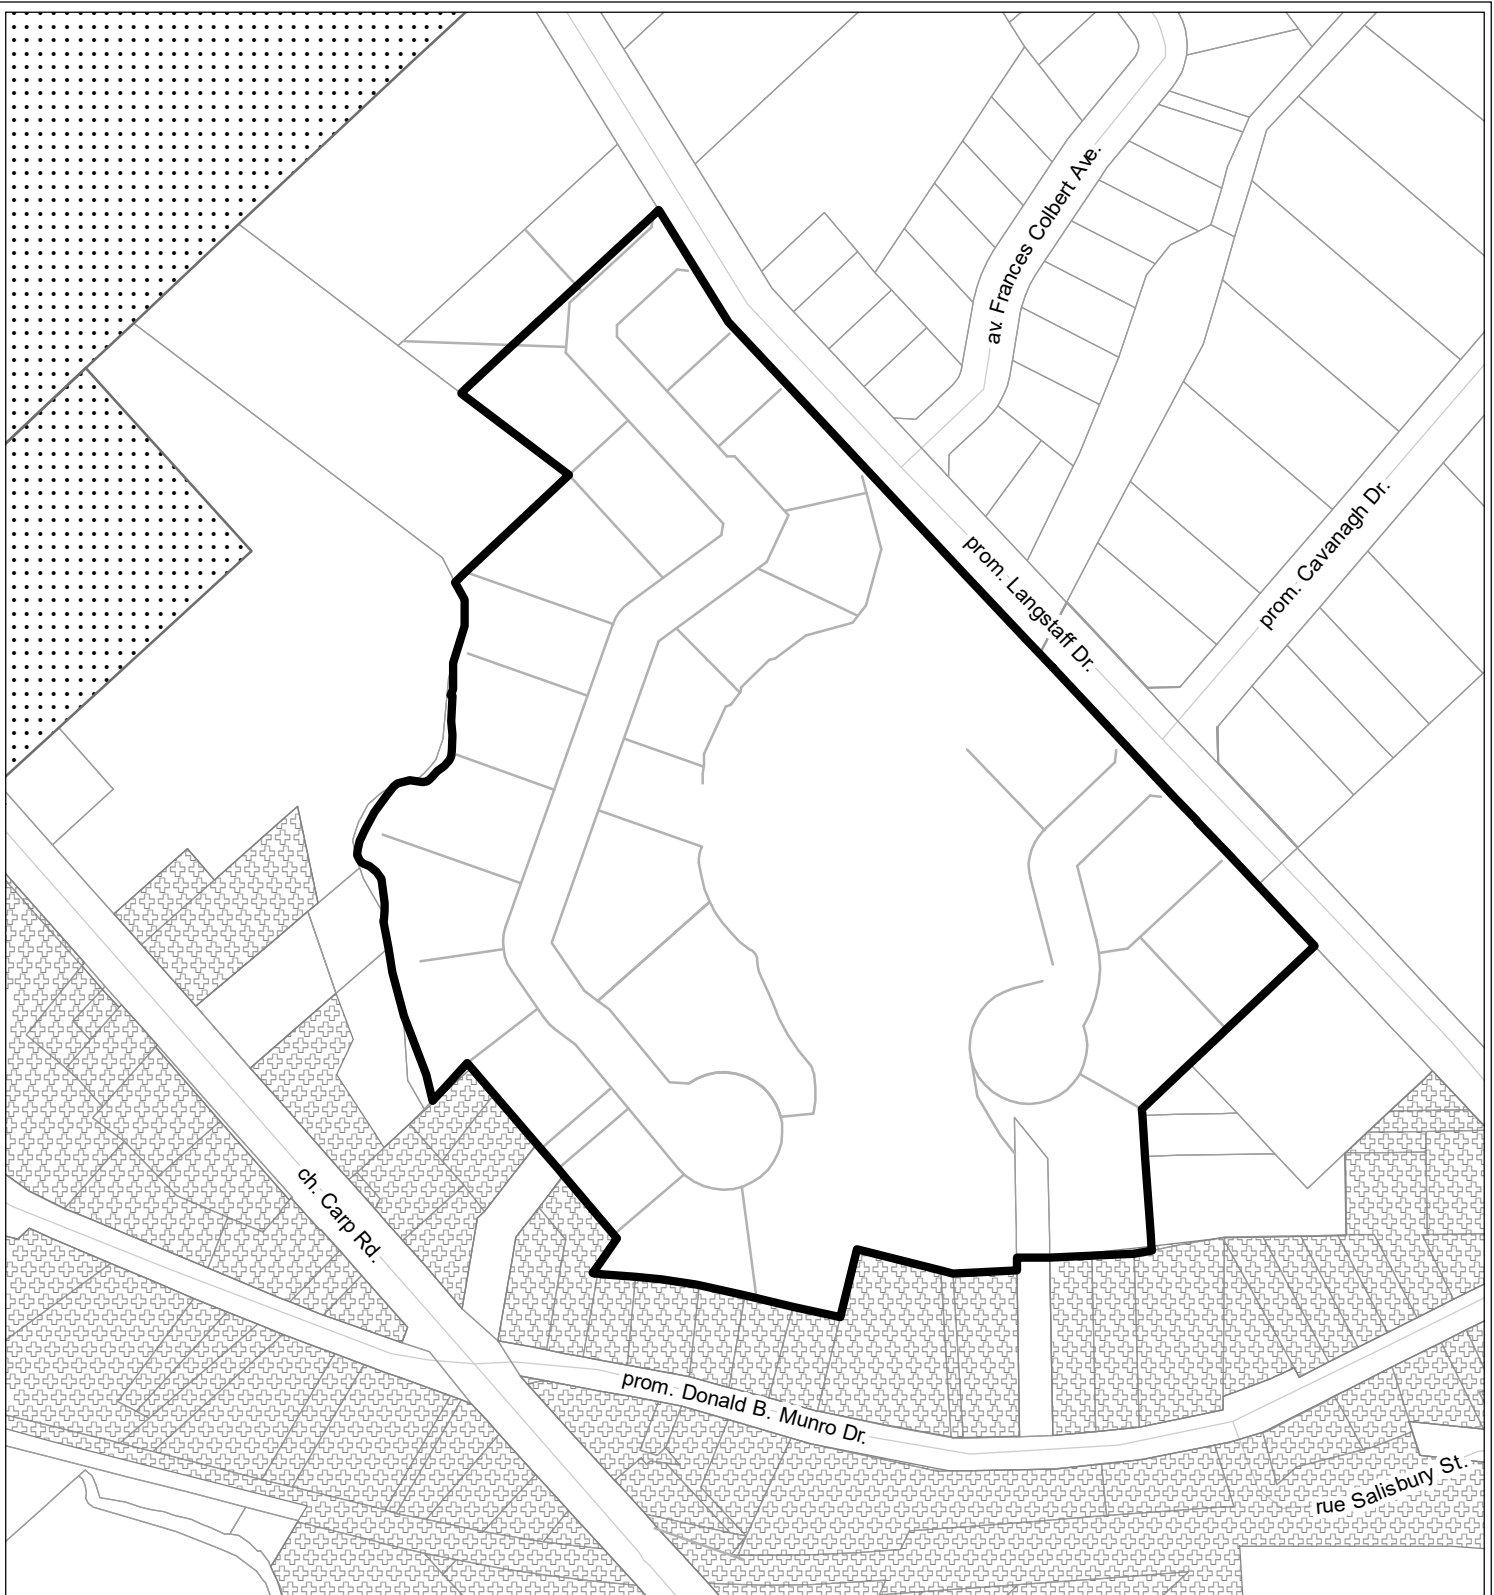 av. Frances Colbert Ave.
prom. Cavanagh Dr.
prom. Langstaff Dr.
ch. Carp Rd.
prom. Donald B. Munro Dr.
rue Salisbury St.